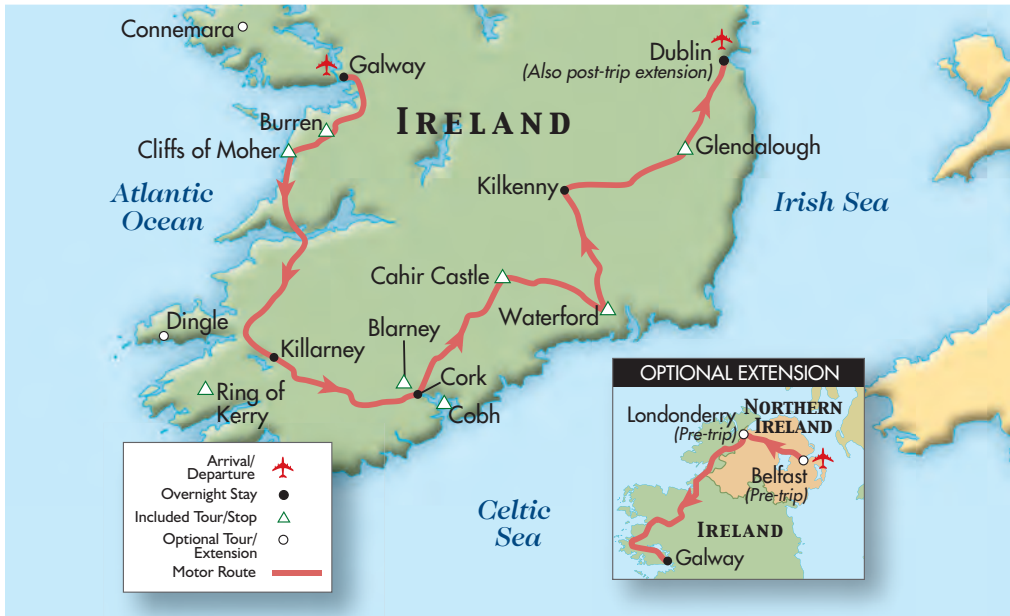 Connemara
Galway
Dublin
(Also post-trip extension)
IRELAND
Burren
Cliffs of Moher
Glendalough
Atlantic
Ocean
Kilkenny
Irish Sea
Cahir Castle
Waterford
Dingle
Blarney
Killarney
Ring of
Kerry
Cork
Cobh
Celtic
Sea
Arrival/
Departure
Overnight Stay
Included Tour/Stop
Optional Tour/
Extension
Motor Route
OPTIONAL EXTENSION
Londonderry
(Pre-trip)
NORTHERN
IRELAND
Belfast
(Pre-trip)
IRELAND
Galway